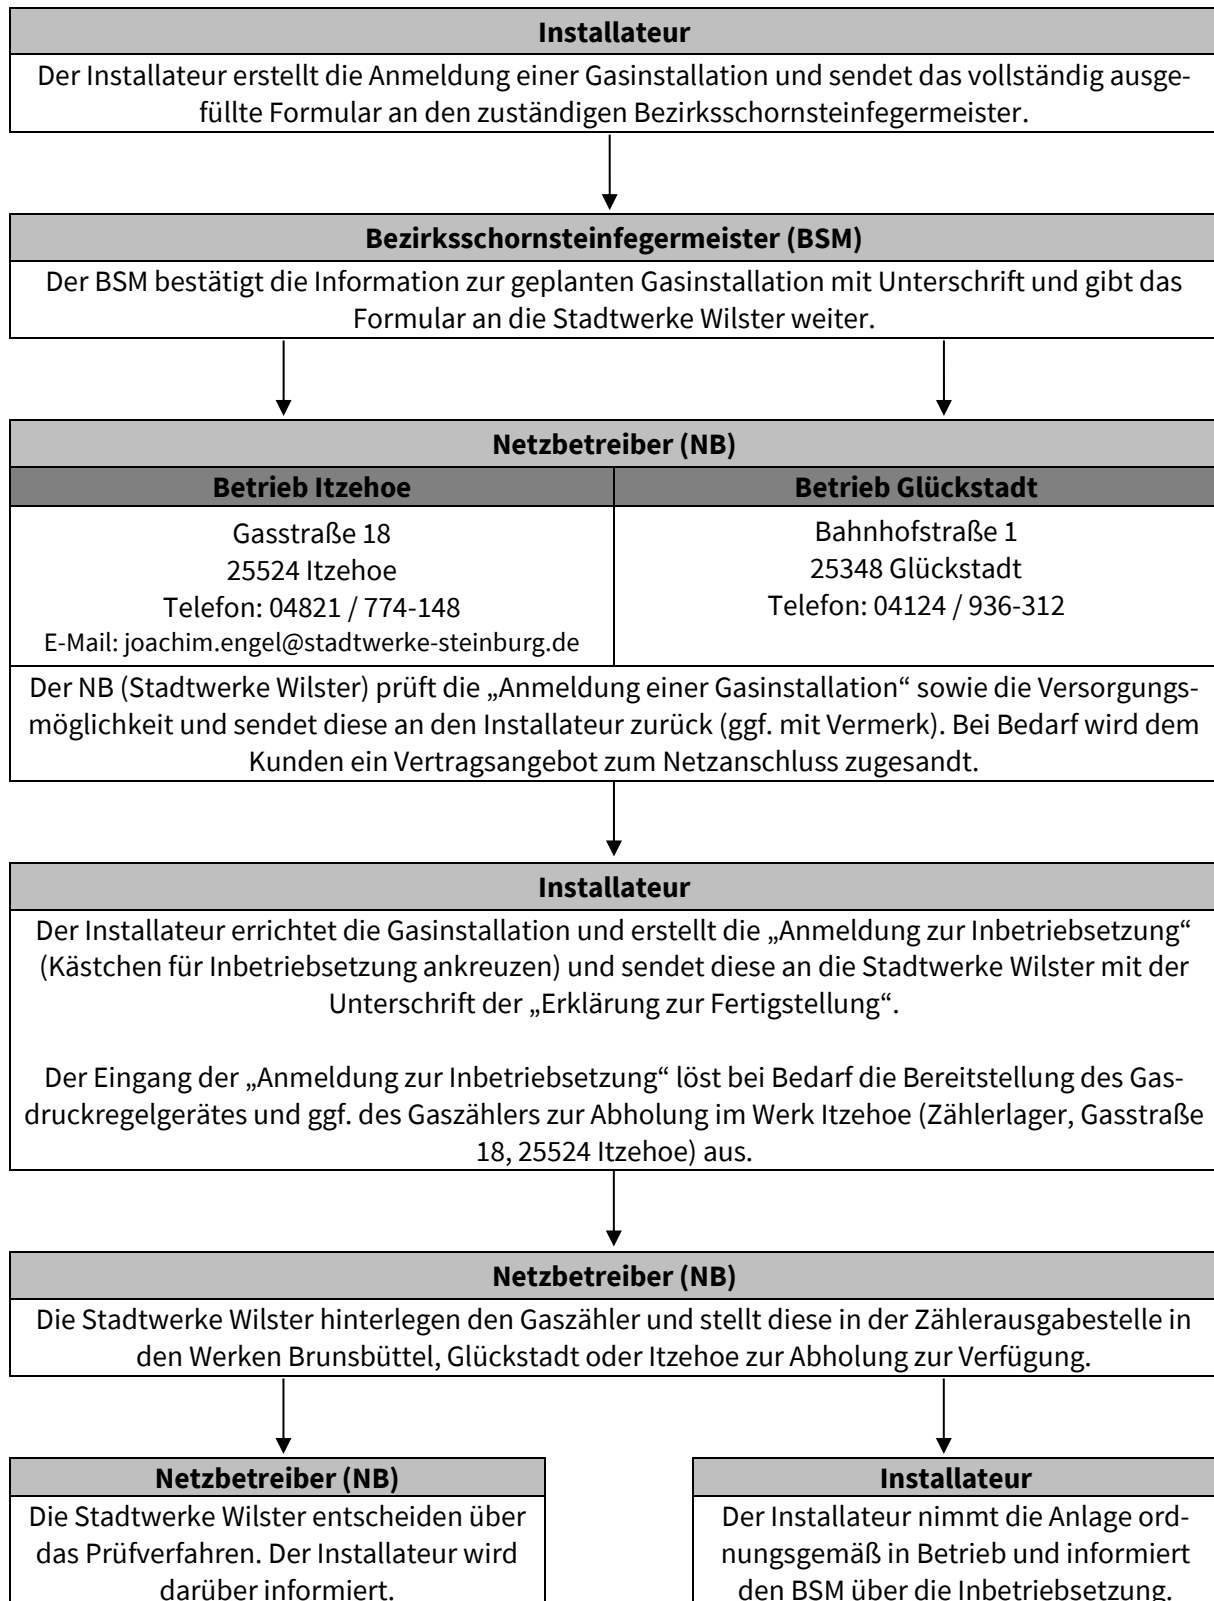 Installateur
Der Installateur erstellt die Anmeldung einer Gasinstallation und sendet das vollständig ausge-
füllte Formular an den zuständigen Bezirksschornsteinfegermeister.
Bezirksschornsteinfegermeister (BSM)
Der BSM bestätigt die Information zur geplanten Gasinstallation mit Unterschrift und gibt das
Formular an die Stadtwerke Wilster weiter.
Netzbetreiber (NB)
Betrieb Itzehoe
Gasstraße 18
25524 Itzehoe
Telefon: 04821 / 774-148
E-Mail: joachim.engel@stadtwerke-steinburg.de
Betrieb Glückstadt
Bahnhofstraße 1
25348 Glückstadt
Telefon: 04124 / 936-312
Der NB (Stadtwerke Wilster) prüft die „Anmeldung einer Gasinstallation“ sowie die Versorgungs-
möglichkeit und sendet diese an den Installateur zurück (ggf. mit Vermerk). Bei Bedarf wird dem
Kunden ein Vertragsangebot zum Netzanschluss zugesandt.
Installateur
Der Installateur errichtet die Gasinstallation und erstellt die „Anmeldung zur Inbetriebsetzung“
(Kästchen für Inbetriebsetzung ankreuzen) und sendet diese an die Stadtwerke Wilster mit der
Unterschrift der „Erklärung zur Fertigstellung“.
Der Eingang der „Anmeldung zur Inbetriebsetzung“ löst bei Bedarf die Bereitstellung des Gas-
druckregelgerätes und ggf. des Gaszählers zur Abholung im Werk Itzehoe (Zählerlager, Gasstraße
18, 25524 Itzehoe) aus.
Netzbetreiber (NB)
Die Stadtwerke Wilster hinterlegen den Gaszähler und stellt diese in der Zählerausgabestelle in
den Werken Brunsbüttel, Glückstadt oder Itzehoe zur Abholung zur Verfügung.
Netzbetreiber (NB)
Die Stadtwerke Wilster entscheiden über
das Prüfverfahren. Der Installateur wird
darüber informiert.
Installateur
Der Installateur nimmt die Anlage ord-
nungsgemäß in Betrieb und informiert
den BSM über die Inbetriebsetzung.